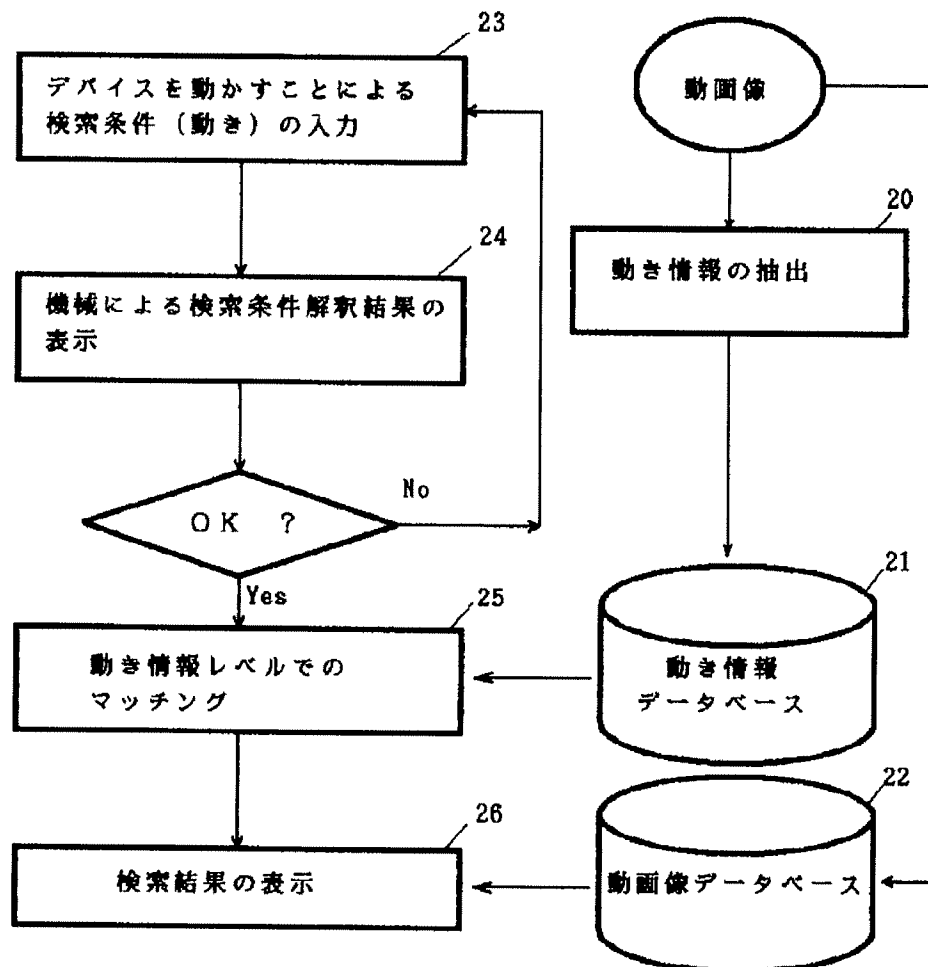 23
デバイスを動かすことによる
検索条件(動き)の入力
24
機械による検索条件解釈結果の
表示
OK ?
No
Yes
25
動き情報レベルでの
マッチング
26
検索結果の表示
動画像
20
動き情報の抽出
21
動き情報
データベース
22
動画像データベース